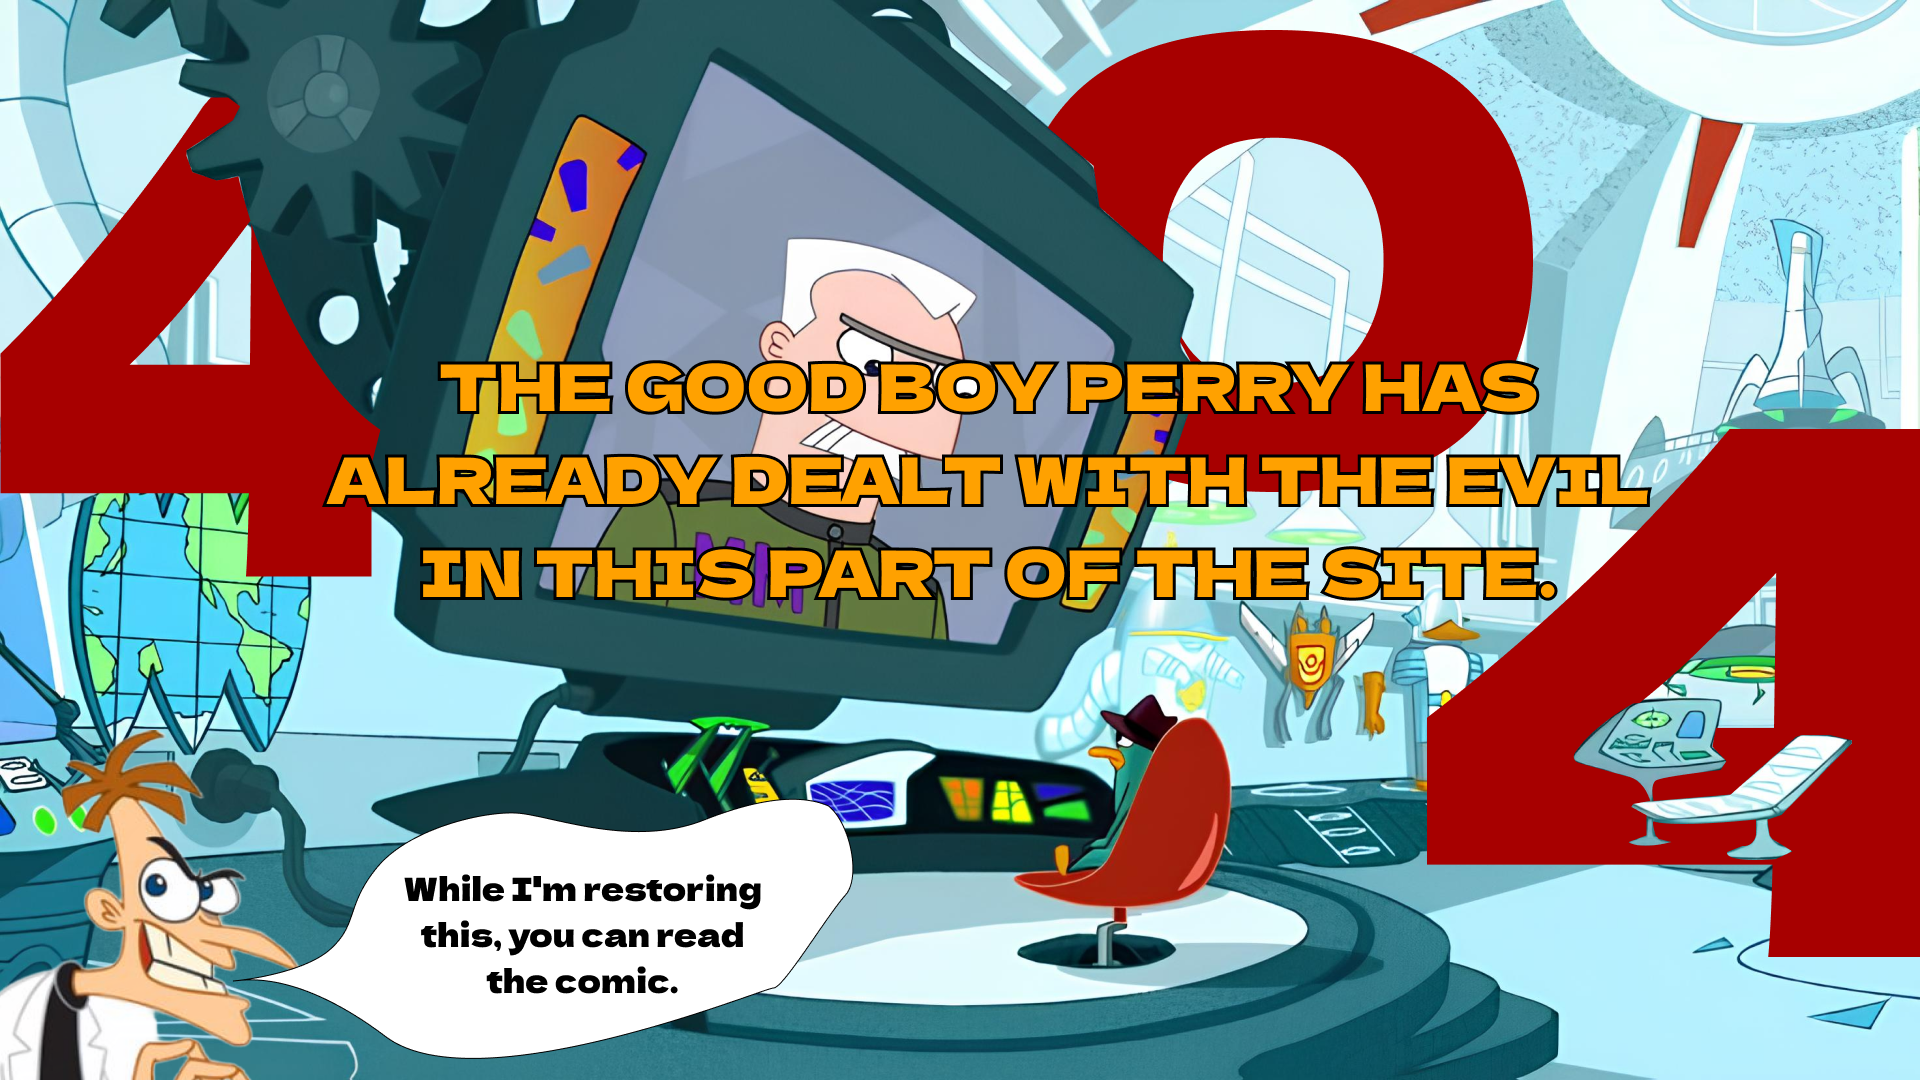 404
THE GOOD BOY PERRY HAS
ALREADY DEALT WITH THE EVIL
IN THIS PART OF THE SITE.
MM
While I'm restoring
this, you can read
the comic.